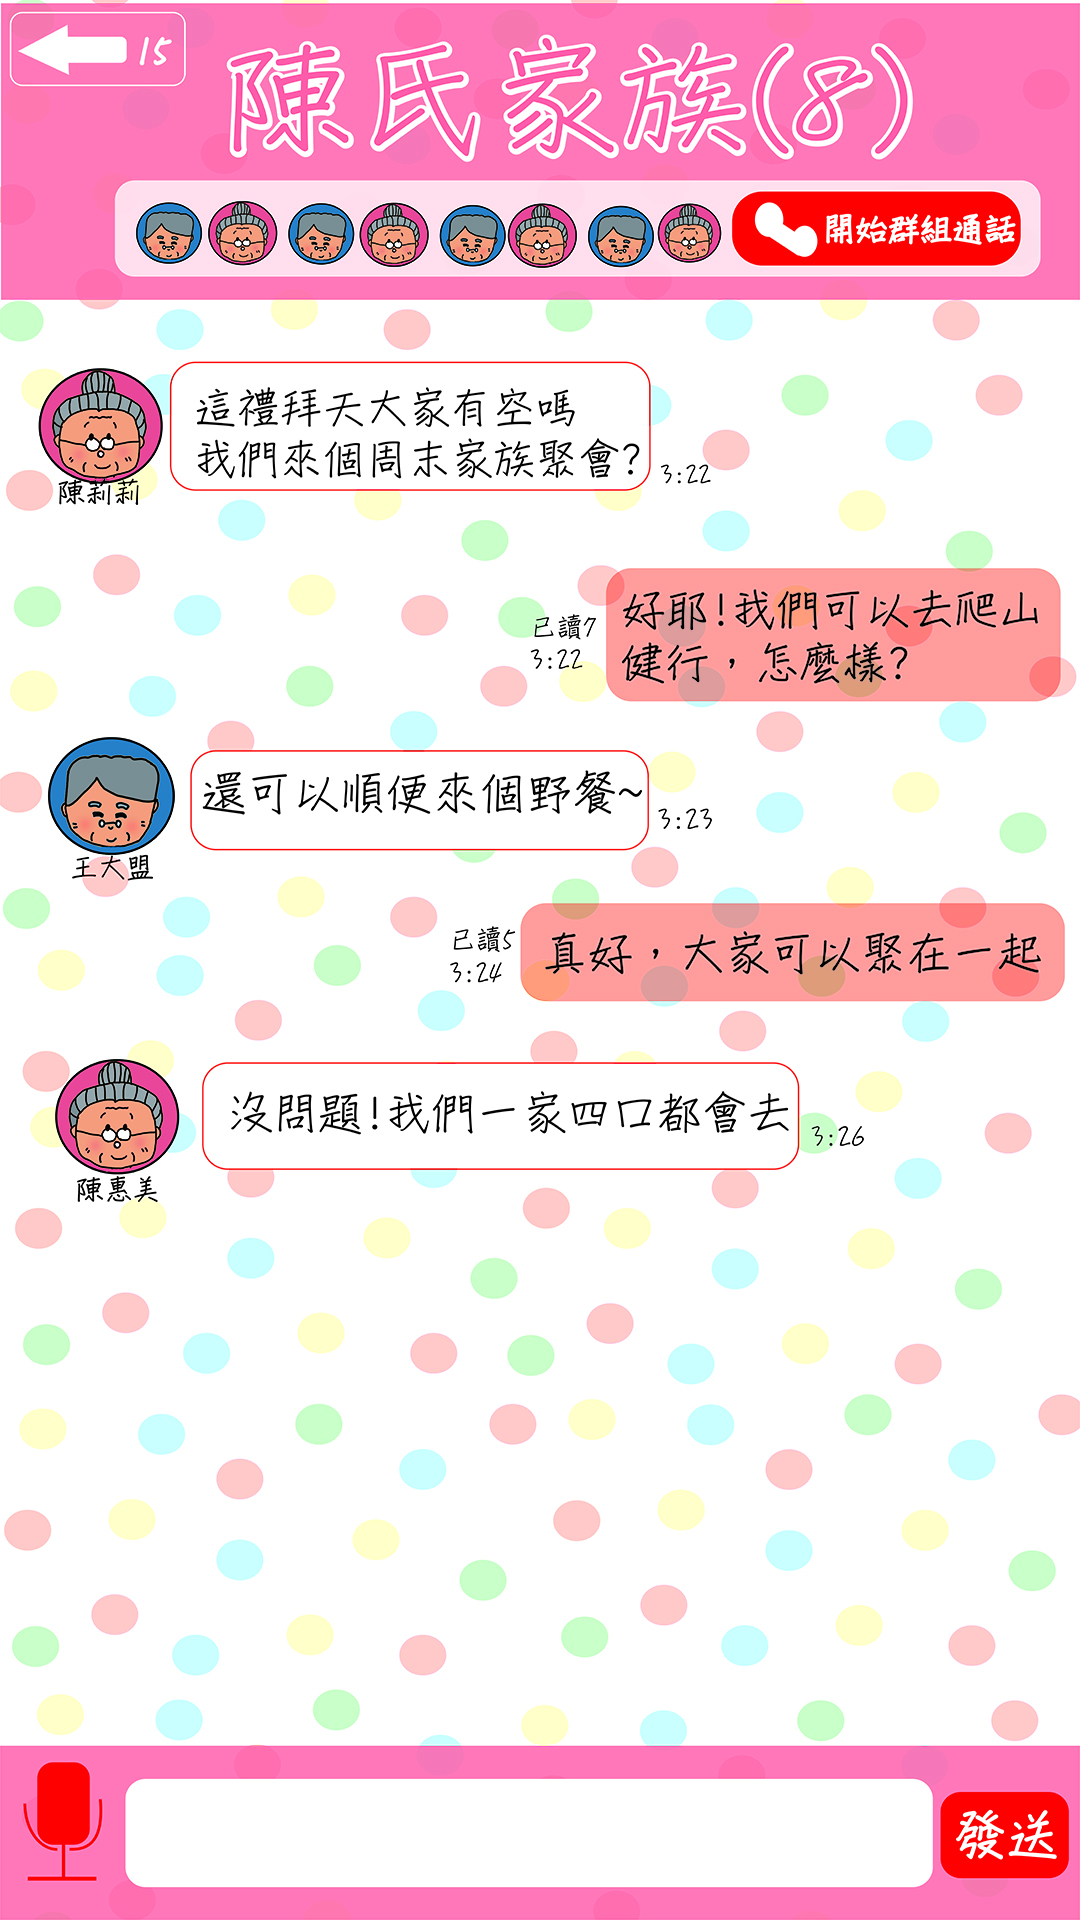 15
陳氏家族(8)
開始群組通話
這禮拜天大家有空嗎
我們來個周末家族聚會?
3:22
陳莉莉
好耶!我們可以去爬山
健行，怎麼樣?
已讀7
3:22
還可以順便來個野餐~
3:23
王大盟
真好，大家可以聚在一起
已讀5
3:24
沒問題!我們一家四口都會去
3:26
陳惠美
發送